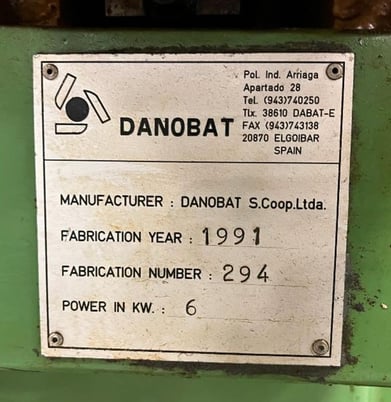 DANOBAT
Pol. Ind. Arriaga
Apartado 28
Tel. (943)740250
Tlx. 38610 DABAT-E
FAX (943)743138
20870 ELGOIBAR
SPAIN
MANUFACTURER : DANOBAT S.Coop.Ltda.
FABRICATION YEAR : 1991
FABRICATION NUMBER : 294
POWER IN KW. : 6